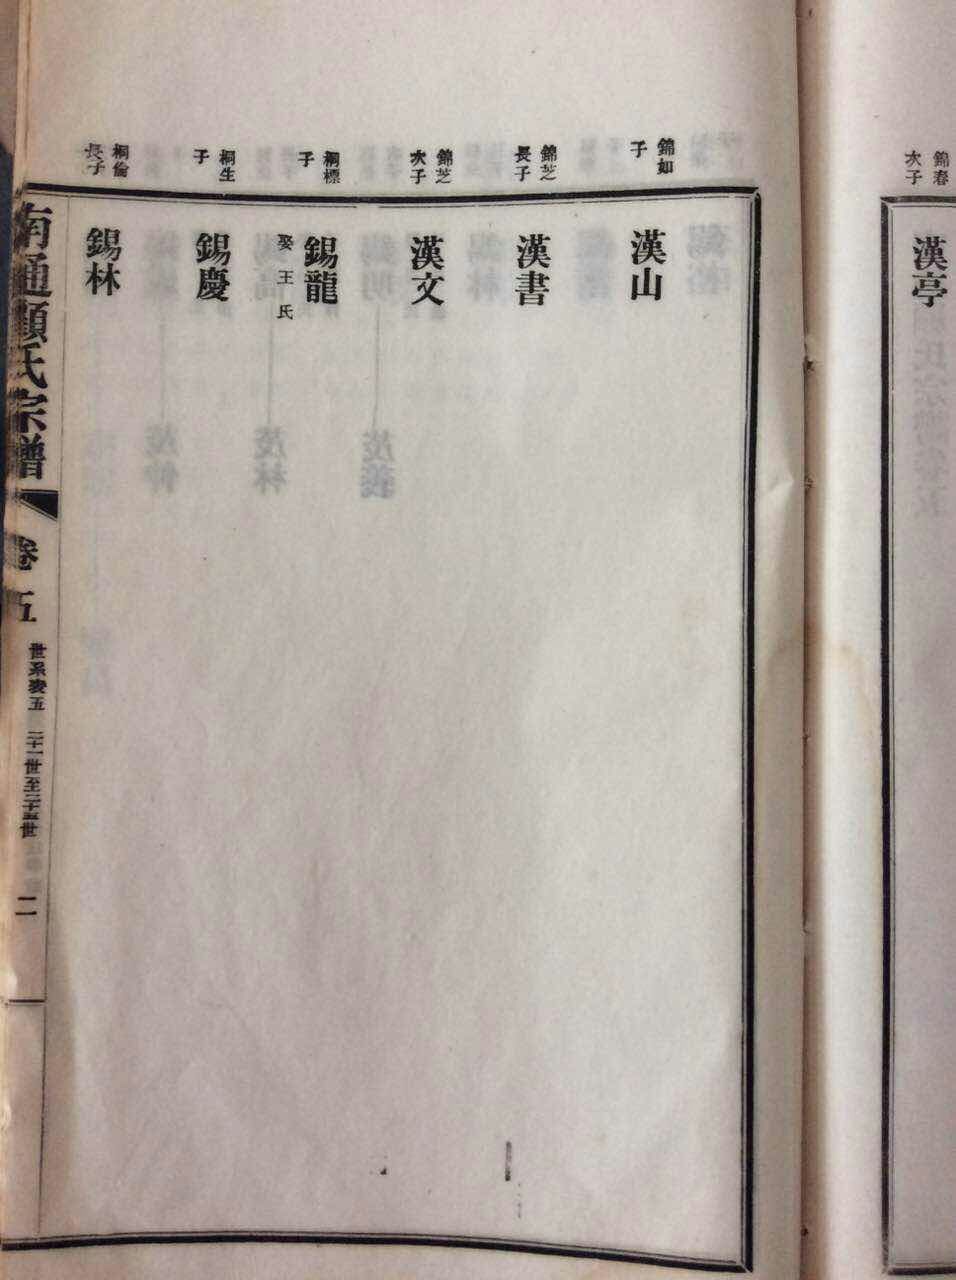 錦春次子
漢亭
錦如子
漢山
錦芝長子
漢書
錦芝次子
漢文
桐標子
錫龍
娶王氏
桐生子
錫慶
桐倫長子
錫林
南通顧氏宗譜
卷五
世系表五
二十一世至二十五世
二